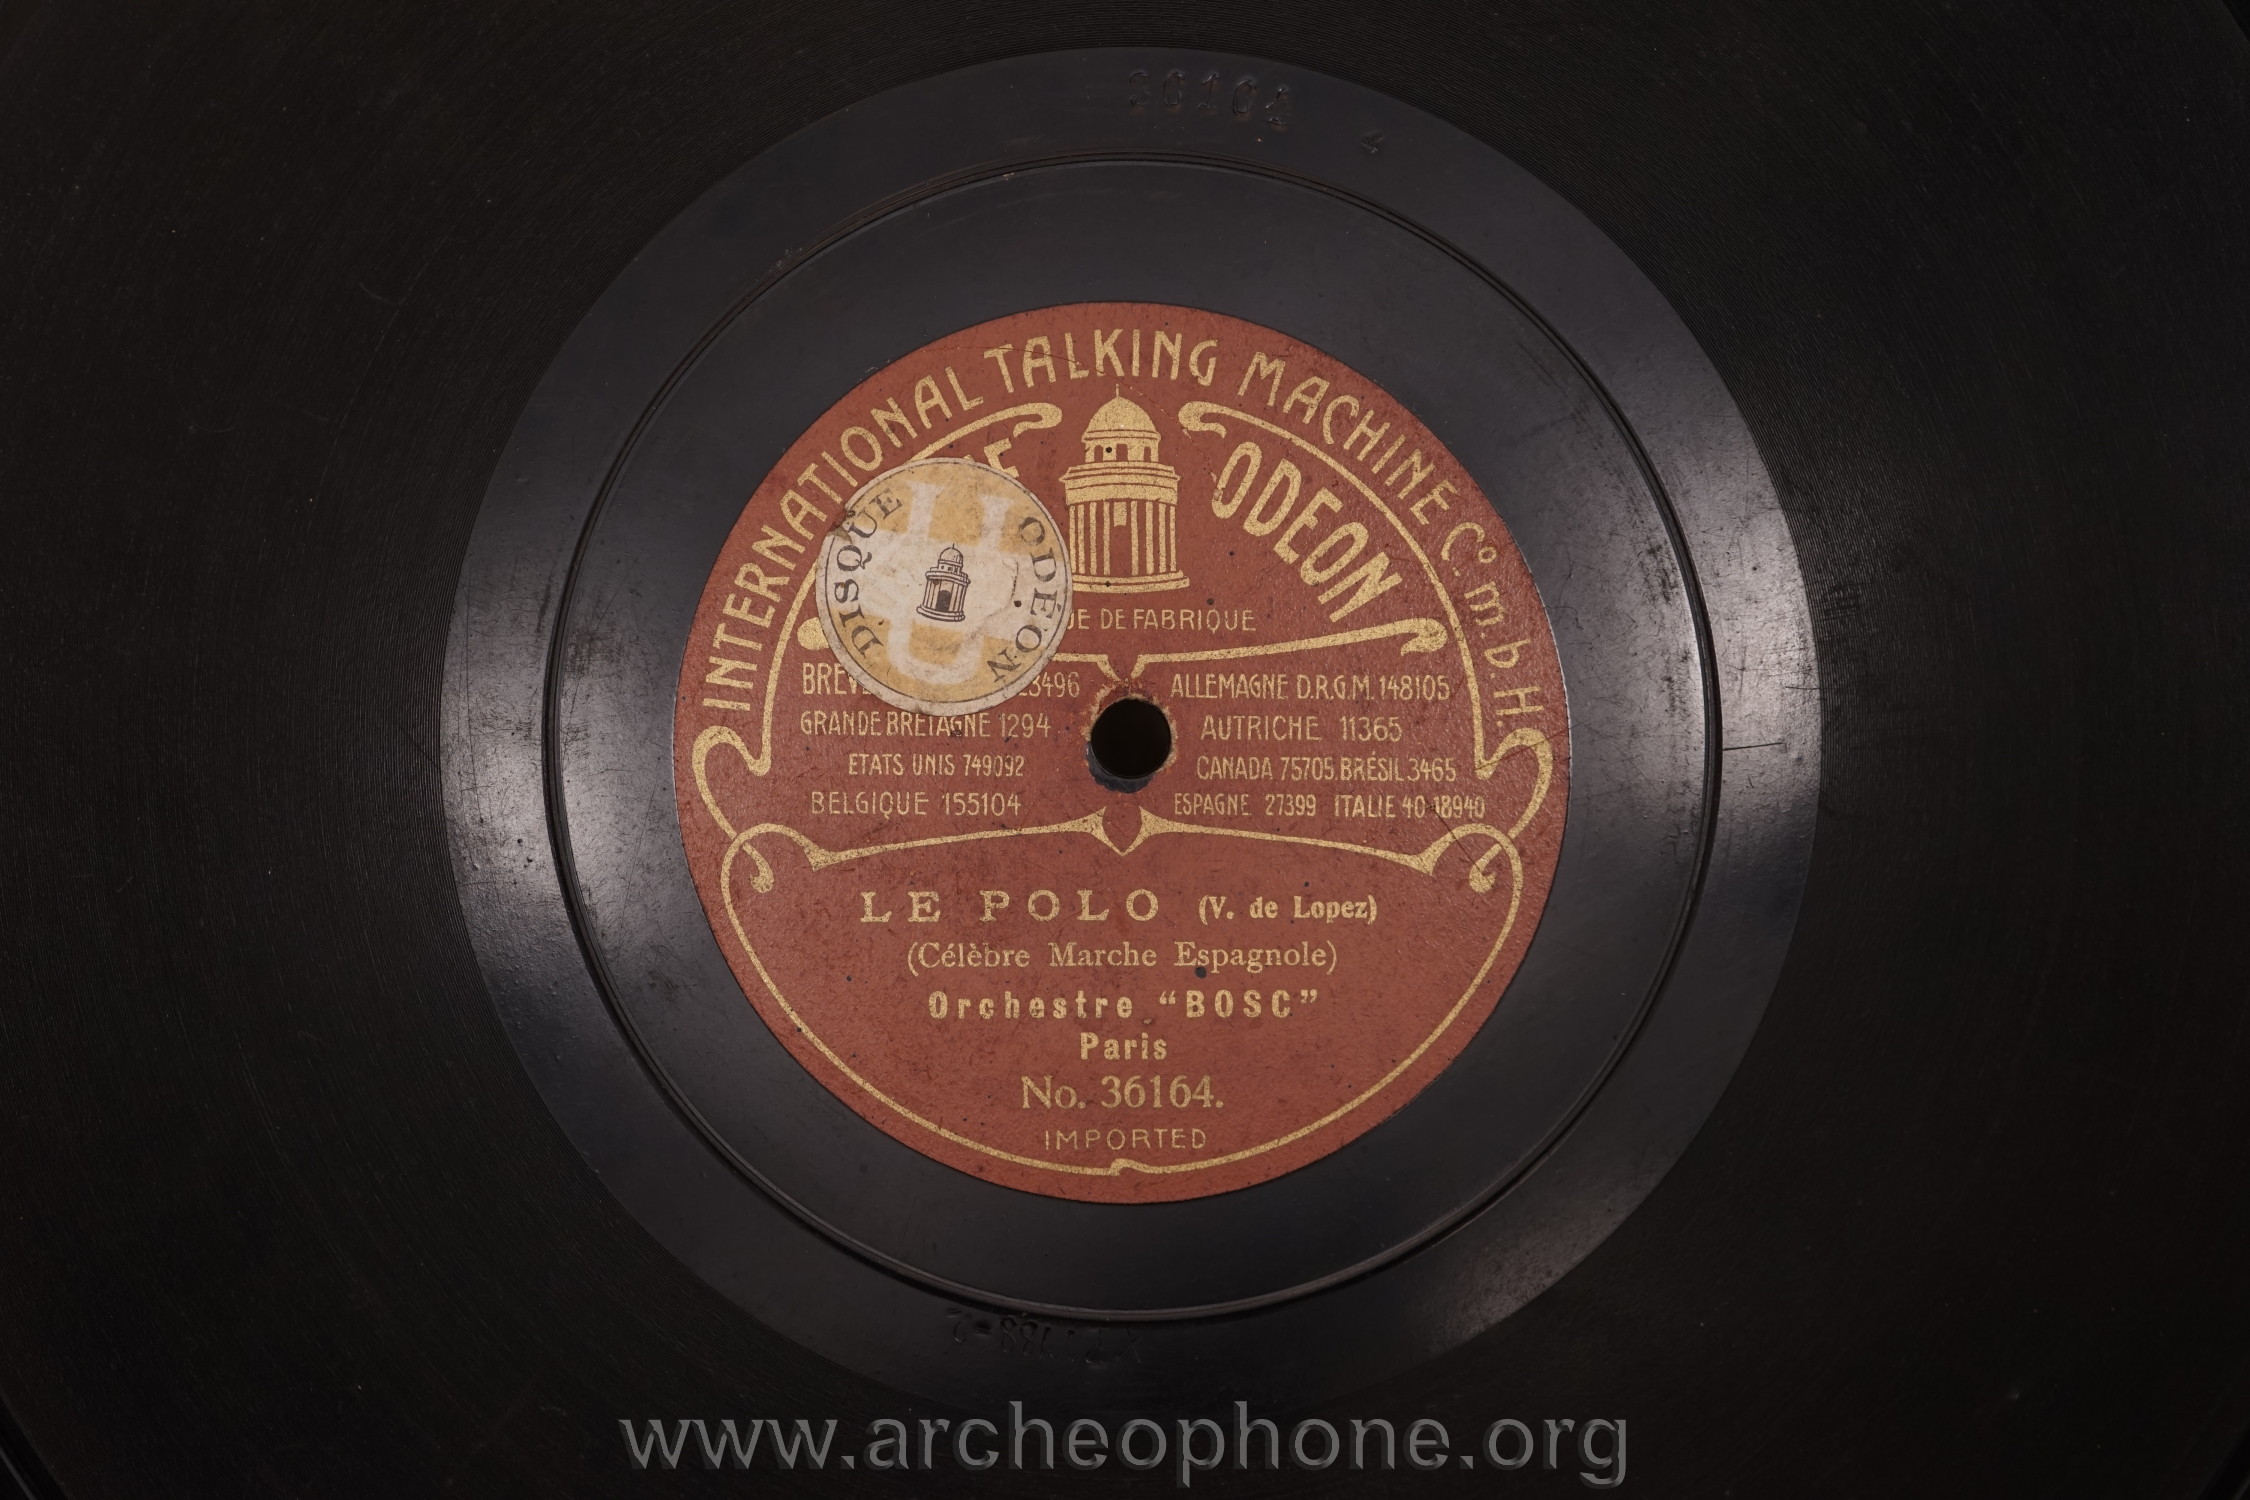 INTERNATIONAL TALKING MACHINE Co. m.b.H.
ODEON
DISQUE ODÉON
U
DE FABRIQUE
3496
ALLEMAGNE D.R.G.M. 148105
GRANDE BRETAGNE 1294
AUTRICHE 11365
ETATS UNIS 749092
CANADA 75705. BRÉSIL 3465
BELGIQUE 155104
ESPAGNE 27399 ITALIE 40 18940
LE POLO (V. de Lopez)
(Célèbre Marche Espagnole)
Orchestre "BOSC"
Paris
No. 36164.
IMPORTED
www.archeophone.org